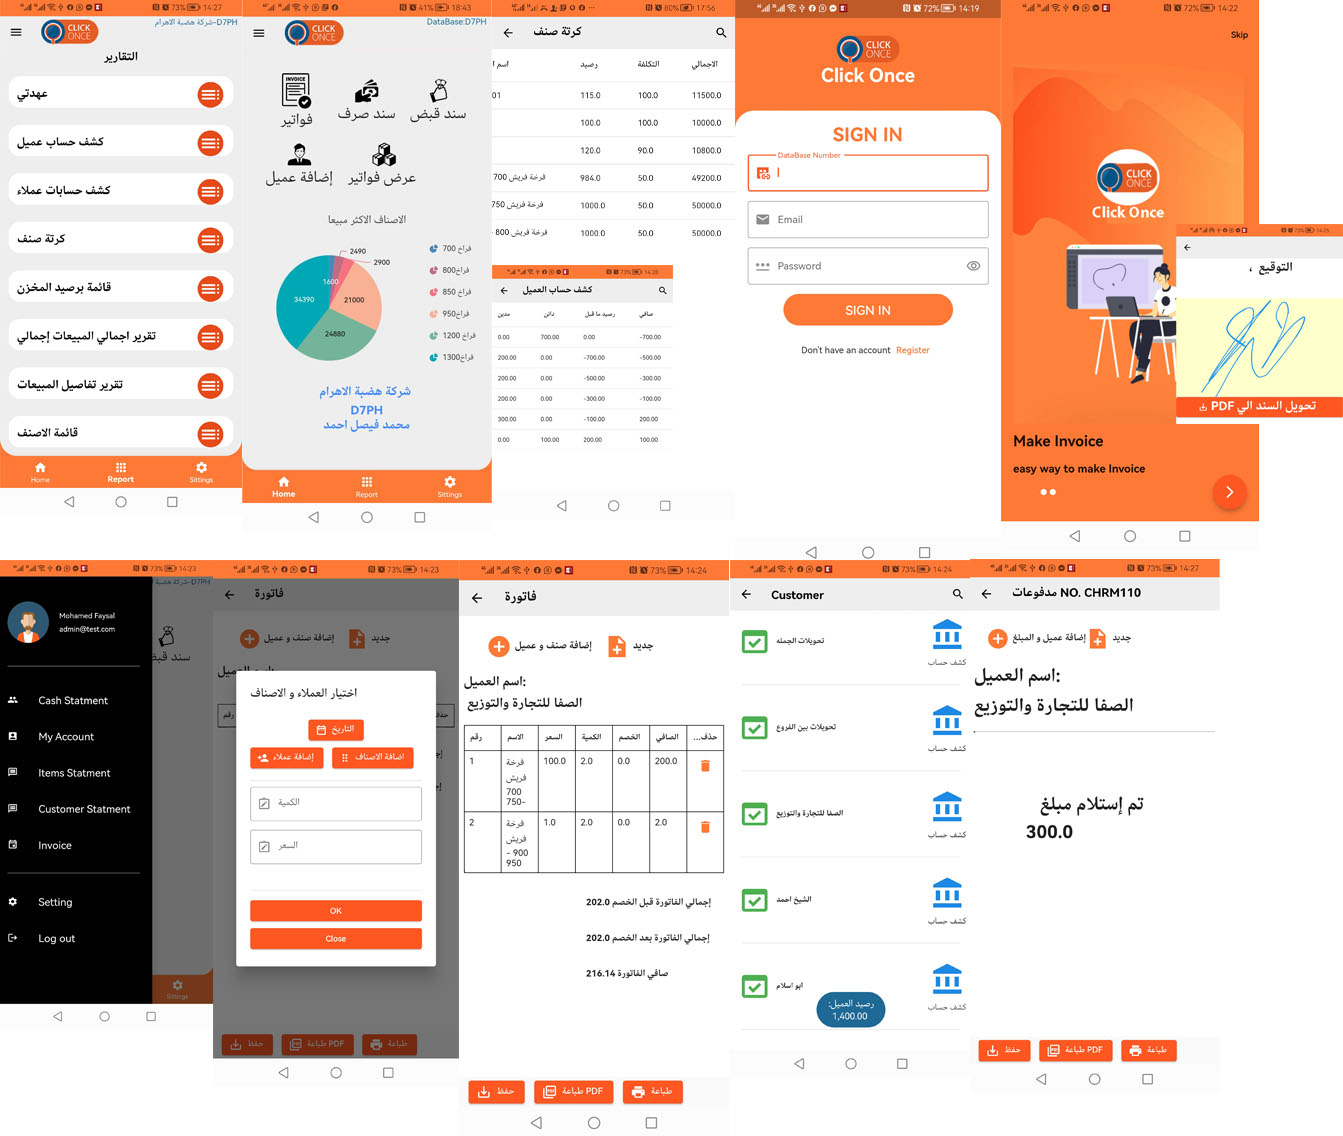 14:27
73%
D7PH-شركة هضبة الاهرام
CLICK
ONCE
التقارير
عهدتي
كشف حساب عميل
كشف حسابات عملاء
كرتة صنف
قائمة برصيد المخزن
تقرير اجمالي المبيعات إجمالي
تقرير تفاصيل المبيعات
قائمة الاصنف
Home
Report
Sittings
41%
18:43
DataBase:D7PH
CLICK
ONCE
INVOICE
سند قبض
سند صرف
فواتير
عرض فواتير
إضافة عميل
الاصناف الاكثر مبيعا
2490
2900
1600
34390
21000
24880
فراخ 700
فراخ800
فراخ 850
فراخ950
فراخ 1200
فراخ1300
شركة هضبة الاهرام
D7PH
محمد فيصل احمد
Home
Report
Sittings
80%
17:56
كرتة صنف
رصيد
التكلفة
الاجمالي
01
115.0
100.0
11500.0
100.0
100.0
10000.0
120.0
90.0
10800.0
فرخة فريش 700
984.0
50.0
49200.0
فرخة فريش 750
1000.0
50.0
50000.0
فرخة فريش 800 -
1000.0
50.0
50000.0
73%
14:28
كشف حساب العميل
مدين
دائن
رصيد ما قبل
صافي
0.00
700.00
0.00
-700.00
200.00
0.00
-700.00
-500.00
200.00
0.00
-500.00
-300.00
200.00
0.00
-300.00
-100.00
300.00
0.00
-100.00
200.00
0.00
100.00
200.00
100.00
72%
14:19
CLICK
ONCE
Click Once
SIGN IN
DataBase Number
Email
Password
SIGN IN
Don't have an account Register
72%
14:22
Skip
CLICK
ONCE
Click Once
Make Invoice
easy way to make Invoice
73%
التوقيع ،
تحويل السند الي PDF
73%
14:23
D7PH-شركة هضبة
Mohamed Faysal
admin@test.com
سند قبض
Cash Statment
My Account
Items Statment
Customer Statment
Invoice
Setting
Log out
Sittings
73%
14:23
فاتورة
إضافة صنف و عميل
جديد
رقم
حذف
اختيار العملاء و الاصناف
التاريخ
إضافة عملاء
اضافة الاصناف
الكمية
السعر
OK
Close
حفظ
طباعة PDF
طباعة
73%
14:24
فاتورة
إضافة صنف و عميل
جديد
اسم العميل:
الصفا للتجارة والتوزيع
رقم
الاسم
السعر
الكمية
الخصم
الصافي
حذف...
1
فرخة
فريش
700
-750
100.0
2.0
0.0
200.0
2
فرخة
فريش
900 –
950
1.0
2.0
0.0
2.0
إجمالي الفاتورة قبل الخصم 202.0
إجمالي الفاتورة بعد الخصم 202.0
صافي الفاتورة 216.14
حفظ
طباعة PDF
طباعة
73%
14:24
Customer
تحويلات الجمله
كشف حساب
تحويلات بين الفروع
كشف حساب
الصفا للتجارة والتوزيع
كشف حساب
الشيخ احمد
كشف حساب
ابو اسلام
كشف حساب
رصيد العميل:
1,400.00
73%
14:27
مدفوعات NO. CHRM110
إضافة عميل و المبلغ
جديد
اسم العميل:
الصفا للتجارة والتوزيع
تم إستلام مبلغ
300.0
حفظ
طباعة PDF
طباعة